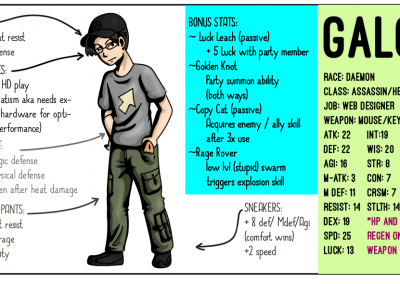 t resist
ense
ES:
HD play
atism aka needs ex-
hardware for opti-
erformance)
gic defense
ysical defense
en after heat damage
PANTS:
resist
rage
ity
BONUS STATS:
~ Luck Leach (passive)
+ 5 Luck with party member
~Golden Knot
Party summon ability
(both ways)
~Copy Cat (passive)
Acquires enemy / ally skill
after 3x use
~Rage Rover
low lvl (stupid) swarm
triggers explosion skill
SNEAKERS:
+ 8 def/ Mdef/Agi
(comfort wins)
+2 speed
RACE: DAEMON
CLASS: ASSASSIN/HE
JOB: WEB DESIGNER
WEAPON: MOUSE/KEY
ATK: 22 INT:19
DEF: 22 WIS: 20
AGI: 16 STR: 8
M-ATK: 3 CON: 7
M DEF: 11 CRSM: 7
RESIST: 14 STLTH: 14
DEX: 19 *HP AND
SPD: 25 REGEN ON
LUCK: 13 WEAPON